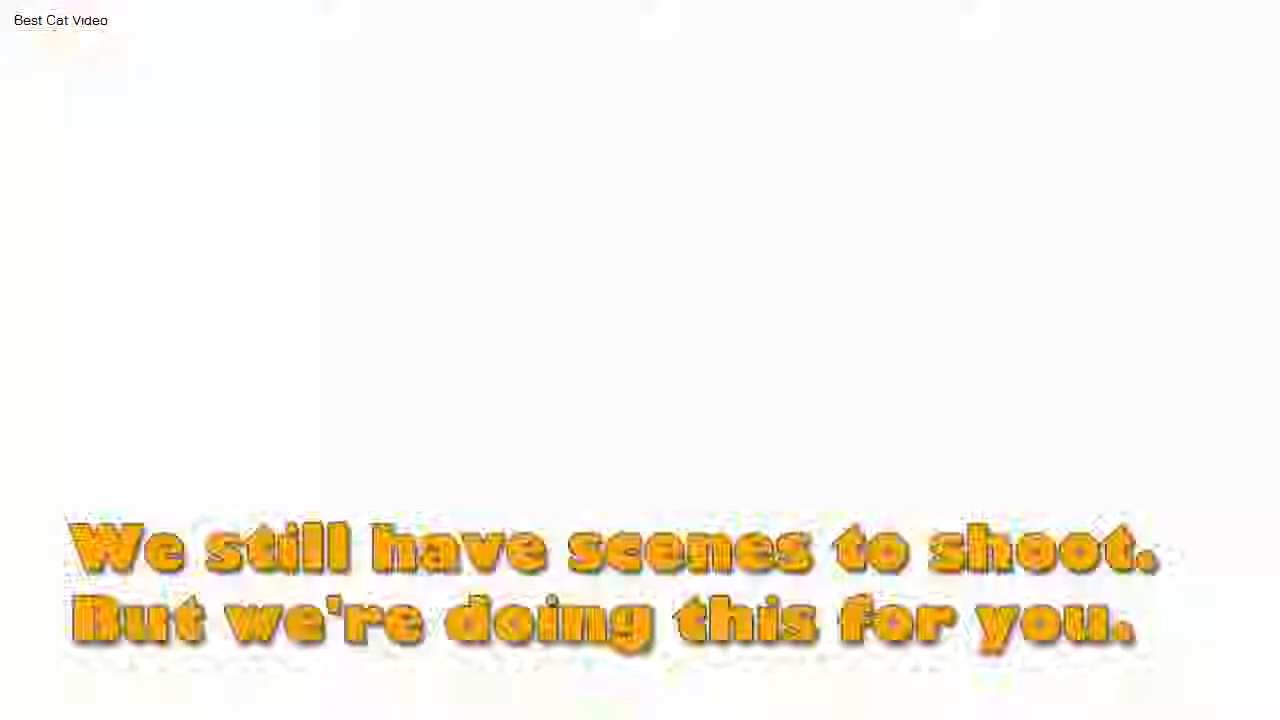 Best Cat Video
We still have scenes to shoot.
But we're doing this for you.